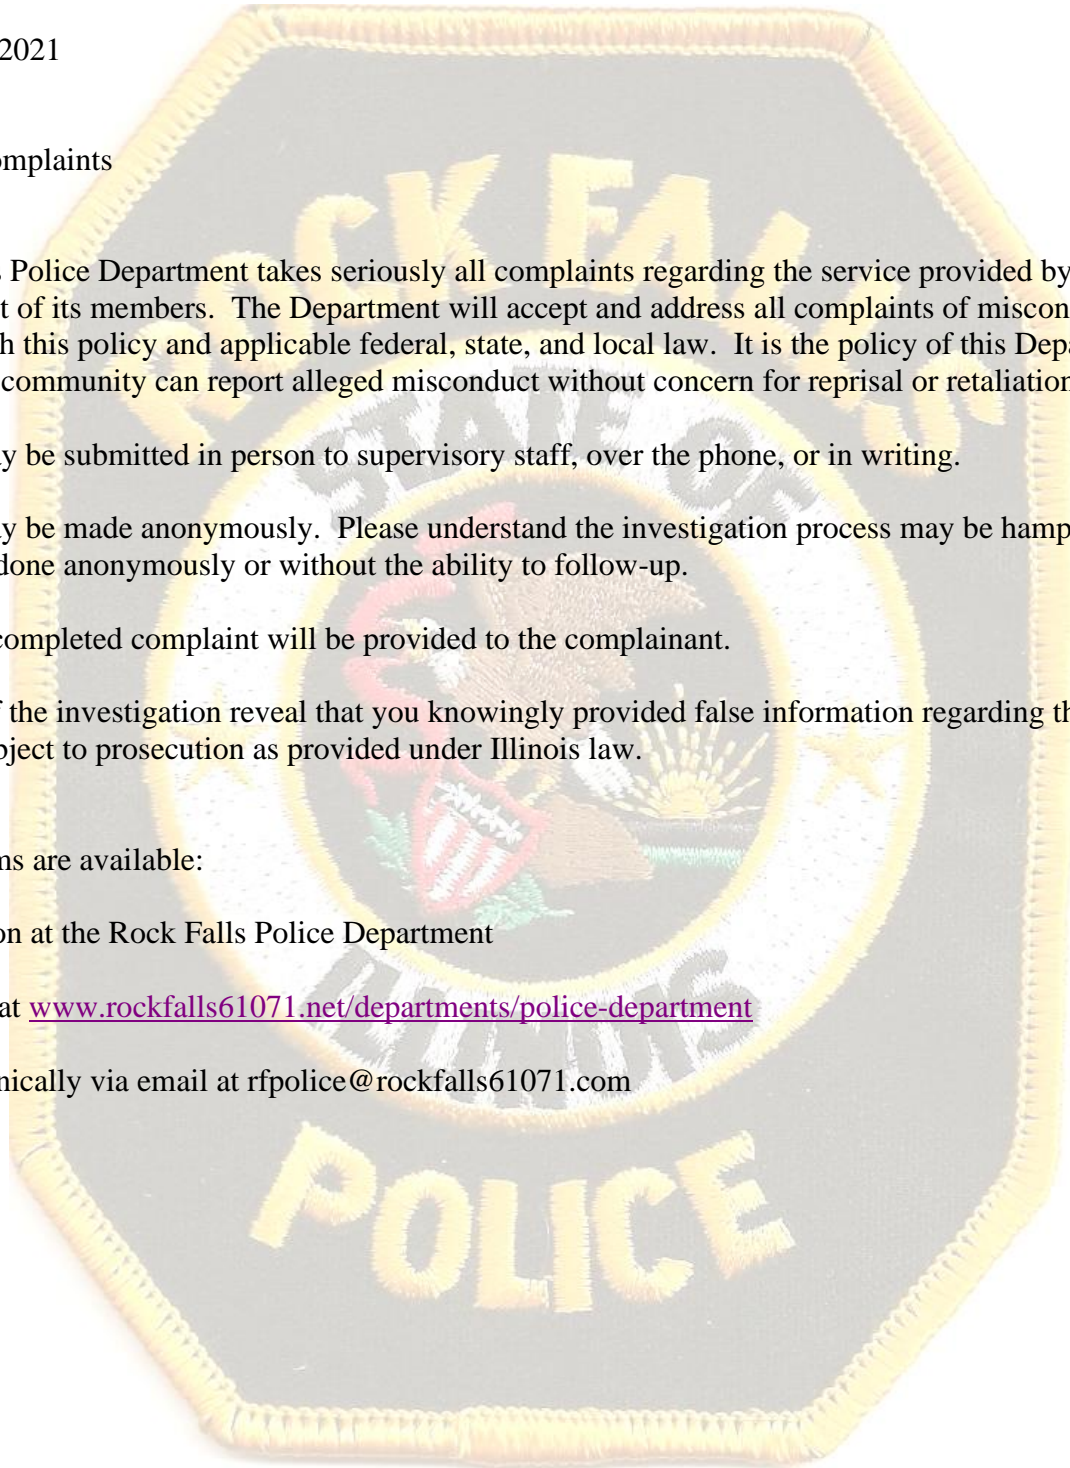 2021
omplaints
s Police Department takes seriously all complaints regarding the service provided by
t of its members. The Department will accept and address all complaints of miscon
h this policy and applicable federal, state, and local law. It is the policy of this Depa
community can report alleged misconduct without concern for reprisal or retaliation
y be submitted in person to supervisory staff, over the phone, or in writing.
y be made anonymously. Please understand the investigation process may be hamp
done anonymously or without the ability to follow-up.
completed complaint will be provided to the complainant.
f the investigation reveal that you knowingly provided false information regarding th
bject to prosecution as provided under Illinois law.
ms are available:
on at the Rock Falls Police Department
at www.rockfalls61071.net/departments/police-department
nically via email at rfpolice@rockfalls61071.com
ROCK FALLS
STATE OF
ILLINOIS
POLICE